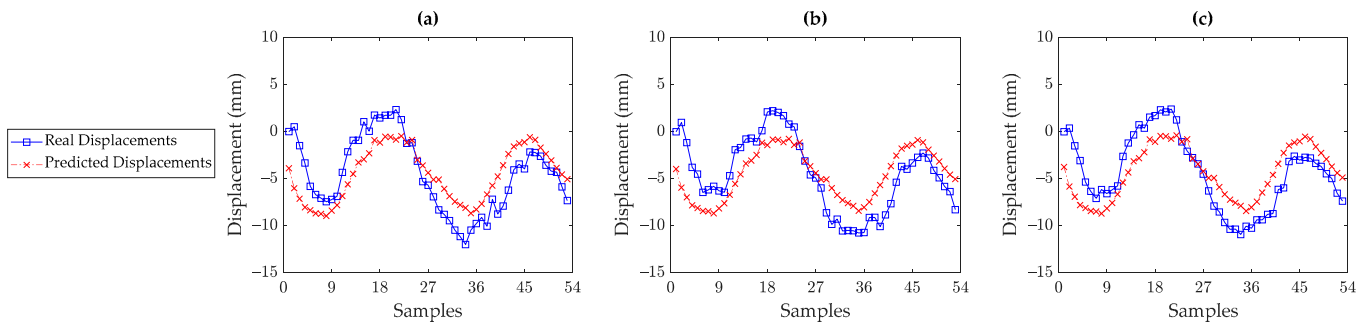 Real Displacements
Predicted Displacements
(a)
Displacement (mm)
10
5
0
−5
−10
−15
0 9 18 27 36 45 54
Samples
(b)
Displacement (mm)
10
5
0
−5
−10
−15
0 9 18 27 36 45 54
Samples
(c)
Displacement (mm)
10
5
0
−5
−10
−15
0 9 18 27 36 45 54
Samples